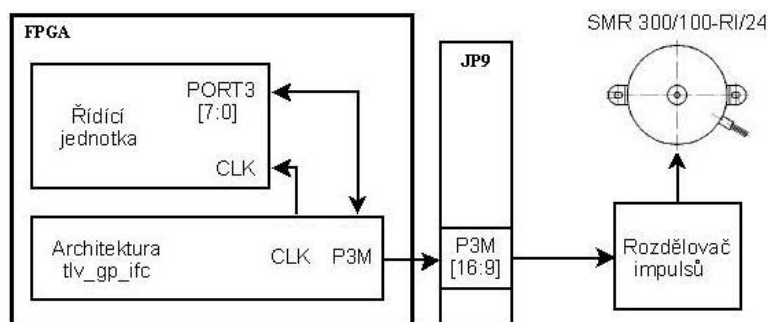 FPGA
SMR 300/100-RI/24
JP9
PORT3
[7:0]
Řídící
jednotka
CLK
Architektura
tlv_gp_ifc
CLK
P3M
P3M
[16:9]
Rozdělovač
impulsů